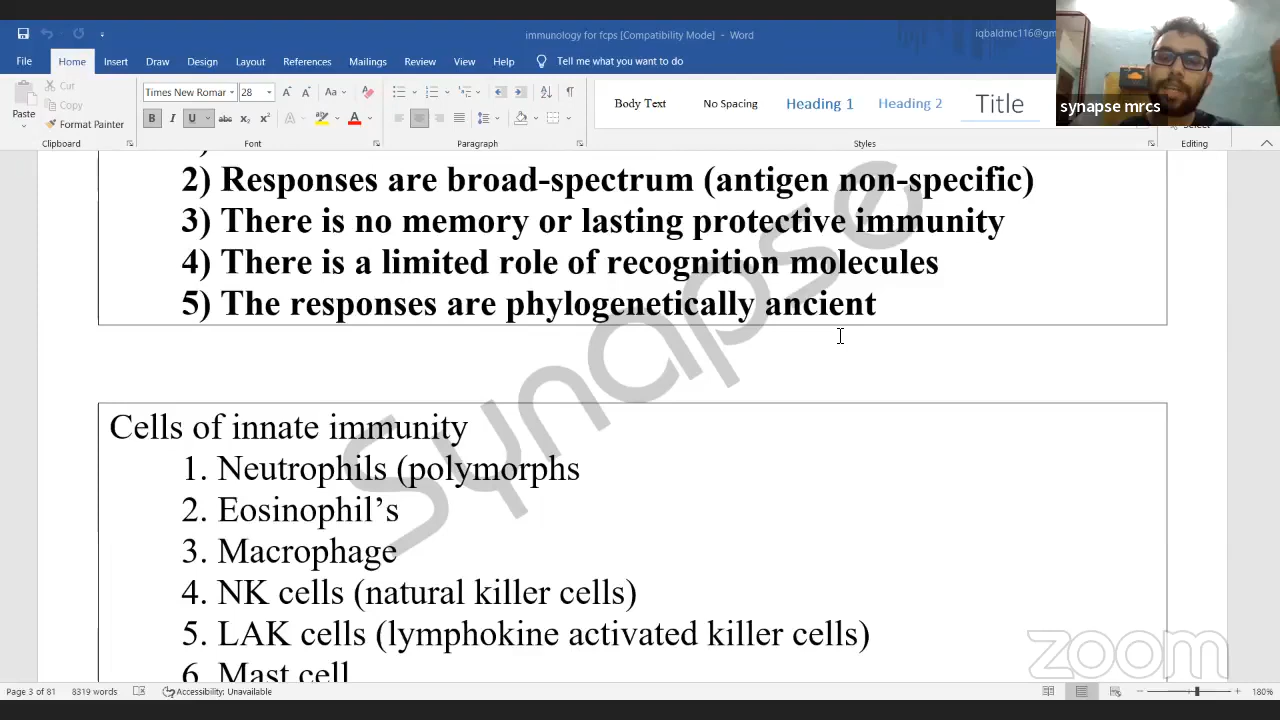 immunology for fcps [Compatibility Mode] - Word
iqbaldmc116@gm
File Home Insert Draw Design Layout References Mailings Review View Help Tell me what you want to do
Cut
Copy
Format Painter
Paste
Clipboard
Times New Romar 28
Font
Paragraph
Body Text No Spacing Heading 1 Heading 2 Title
Styles
Editing
synapse mrcs
2) Responses are broad-spectrum (antigen non-specific)
3) There is no memory or lasting protective immunity
4) There is a limited role of recognition molecules
5) The responses are phylogenetically ancient
Synapse
Cells of innate immunity
1. Neutrophils (polymorphs
2. Eosinophil’s
3. Macrophage
4. NK cells (natural killer cells)
5. LAK cells (lymphokine activated killer cells)
6. Mast cell
zoom
Page 3 of 81 8319 words Accessibility: Unavailable 180%